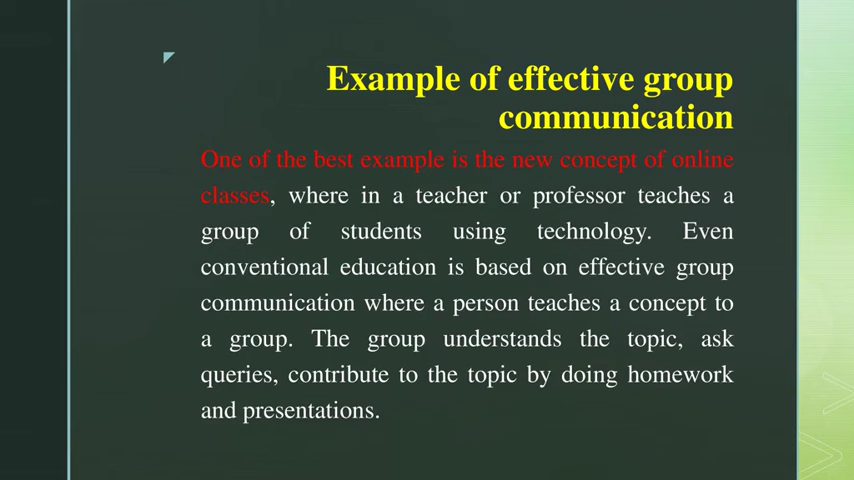 Example of effective group
communication
One of the best example is the new concept of online
classes, where in a teacher or professor teaches a
group of students using technology. Even
conventional education is based on effective group
communication where a person teaches a concept to
a group. The group understands the topic, ask
queries, contribute to the topic by doing homework
and presentations.